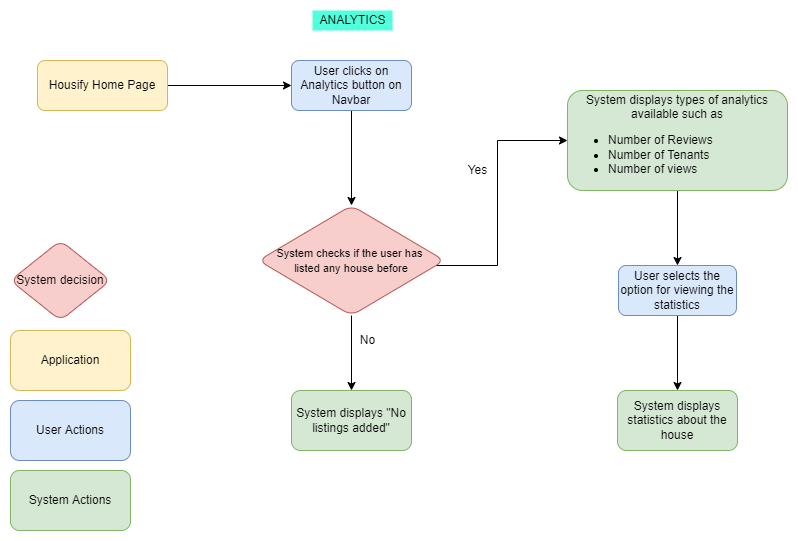 ANALYTICS
Housify Home Page
User clicks on
Analytics button on
Navbar
System displays types of analytics
available such as
Number of Reviews
Number of Tenants
Number of views
Yes
System checks if the user has
listed any house before
System decision
User selects the
option for viewing the
statistics
No
Application
System displays "No
listings added"
System displays
statistics about the
house
User Actions
System Actions